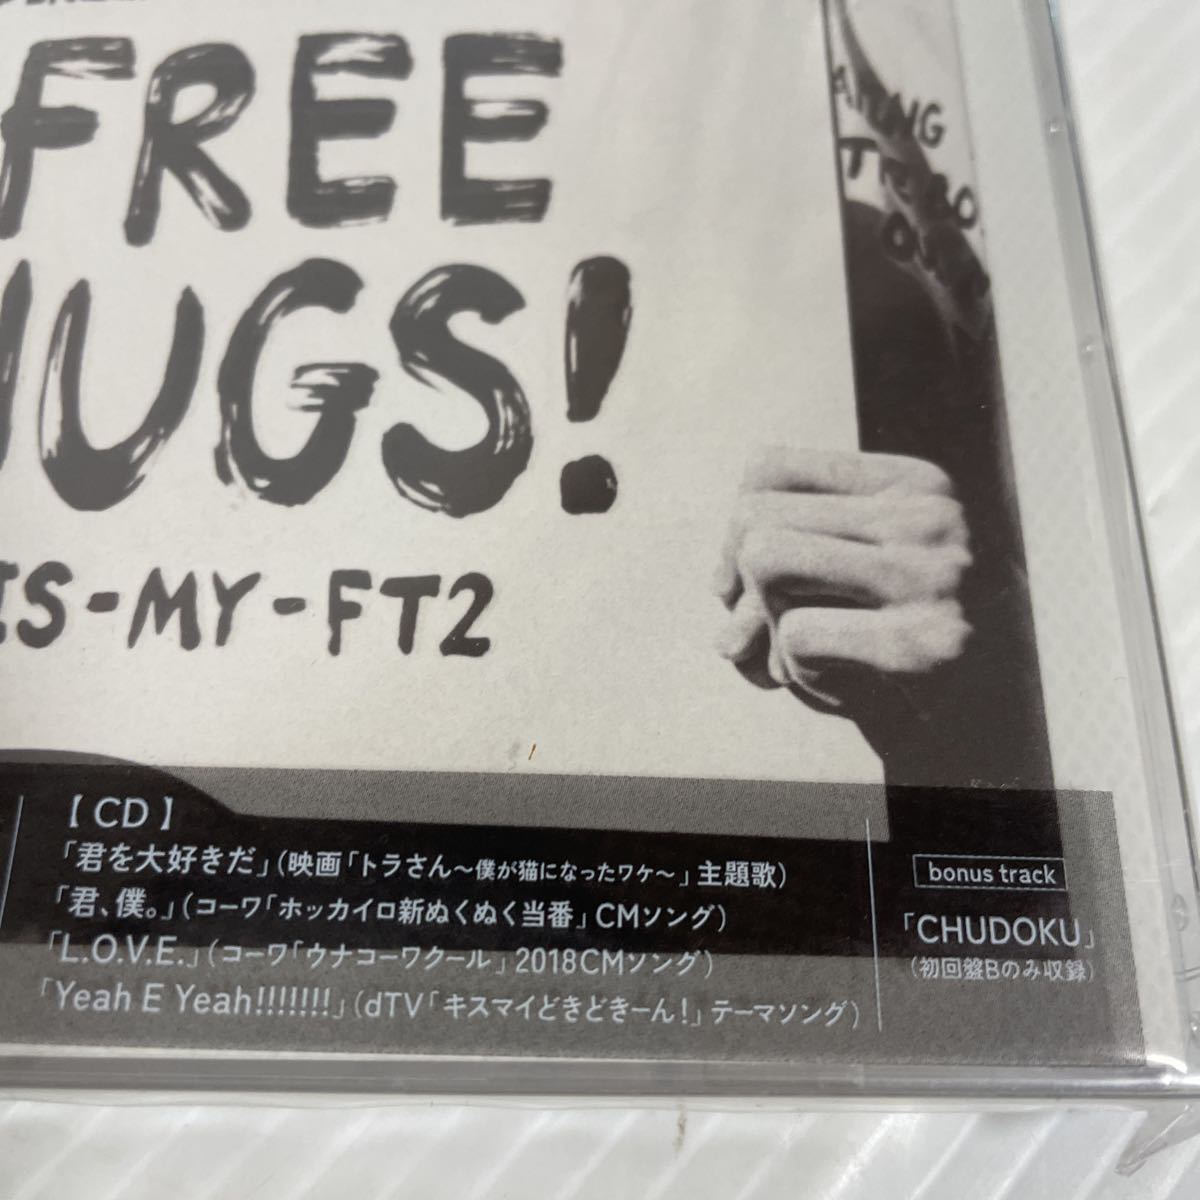 FREE
HUGS!
IS-MY-FT2
【CD】
「君を大好きだ」(映画「トラさん~僕が猫になったワケ~」主題歌)
「君、僕。」(コーワ「ホッカイロ新ぬくぬく当番」CMソング)
「L.O.V.E.」(コーワ「ウナコーワクール」2018CMソング)
「Yeah E Yeah!!!!!!!」(dTV「キスマイどきどきーん!」テーマソング)
bonus track
「CHUDOKU」
(初回盤Bのみ収録)